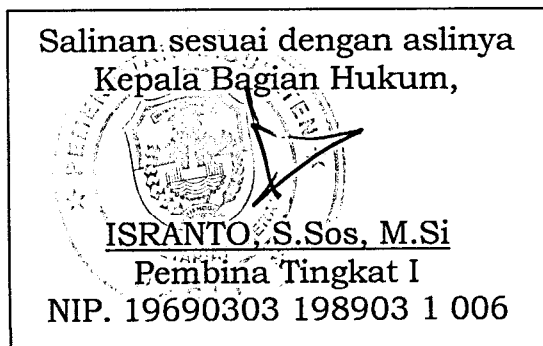 Salinan sesuai dengan aslinya
Kepala Bagian Hukum,
ISRANTO, S.Sos, M.Si
Pembina Tingkat I
NIP. 19690303 198903 1 006